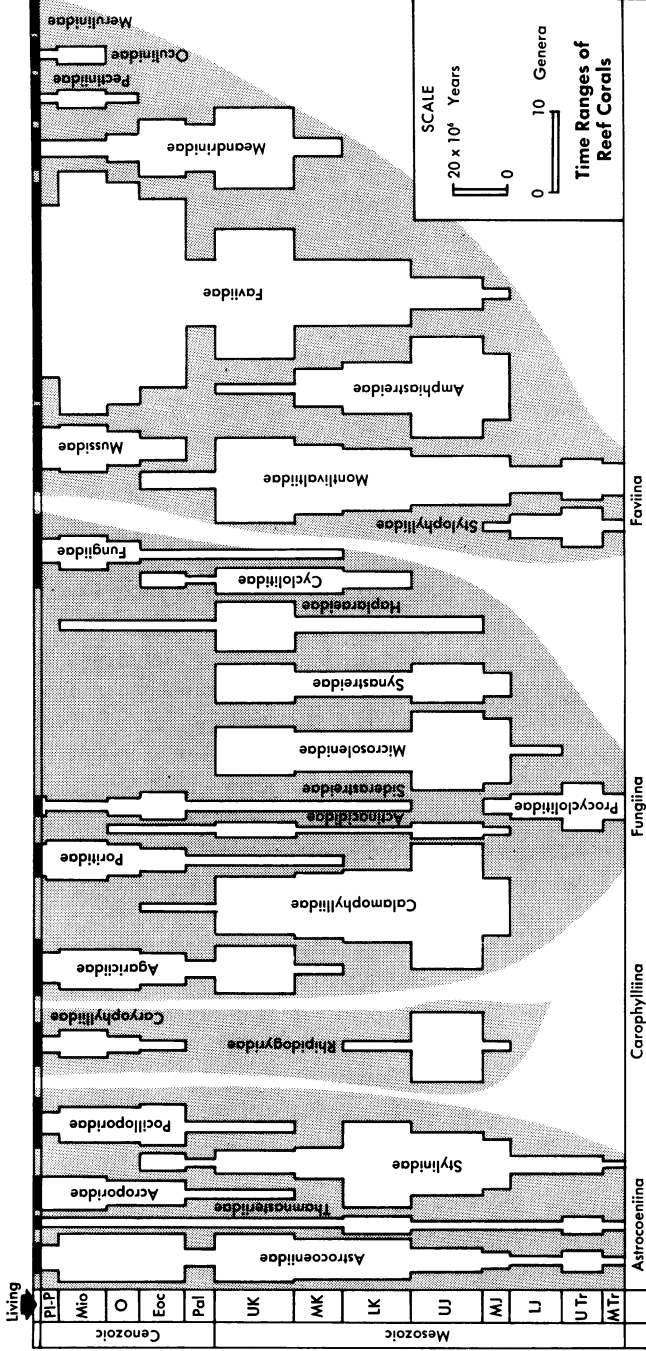 Living
Pl-P
Mio
O
Eoc
Pal
UK
MK
LK
UJ
MJ
LJ
U Tr
M Tr
Cenozoic
Mesozoic
Merulinidae
Oculinidae
Pectiniidae
Meandrinidae
Faviidae
Amphiastreidae
Mussidae
Montlivaltiidae
Stylophyllidae
Fungiidae
Cyclolitidae
Haplaraeidae
Synastreidae
Microsolenidae
Siderastreidae
Procyclolitidae
Actinacididae
Poritidae
Calamophylliidae
Agariciidae
Caryophylliidae
Rhipidogyridae
Pocilloporidae
Stylinidae
Acroporidae
Thamnasteriidae
Astrocoeniidae
Faviina
Fungiina
Carophylliina
Astrocoeniina
SCALE
20 x 10⁶ Years
0
0 10 Genera
Time Ranges of
Reef Corals